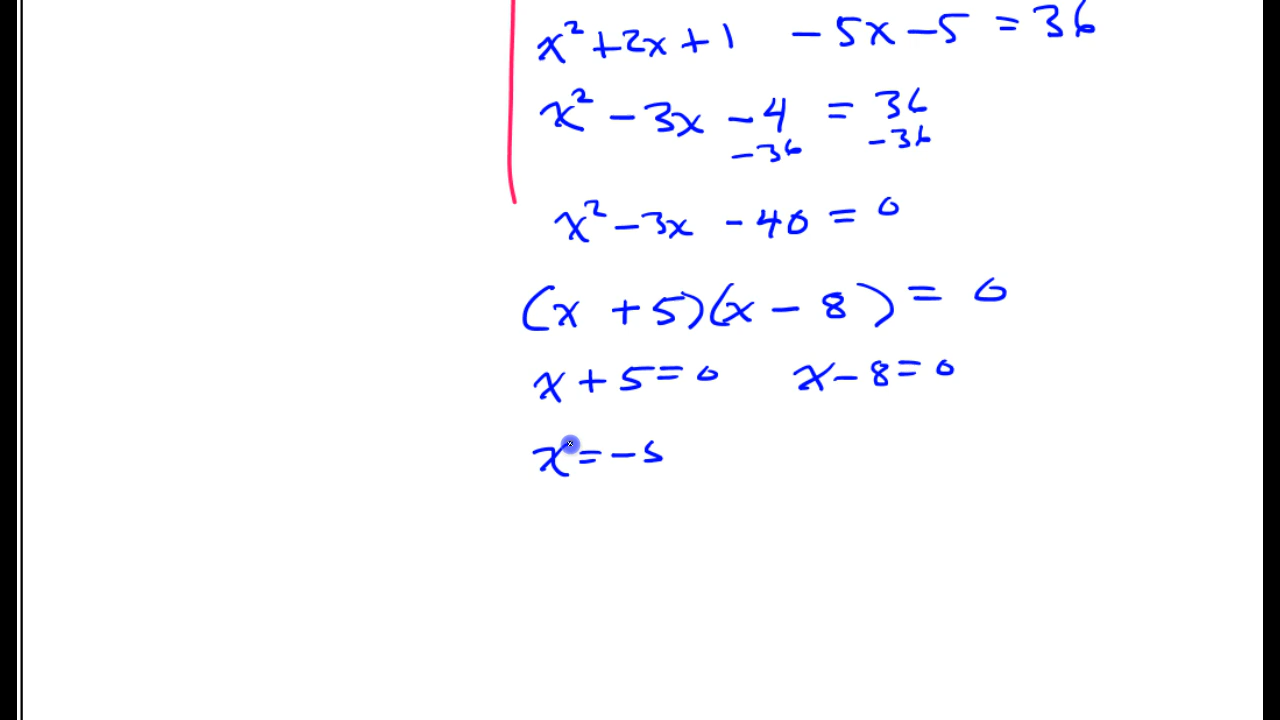 x² + 2x + 1 - 5x - 5 = 36
x² - 3x - 4 = 36
-36 -36
x² - 3x - 40 = 0
(x + 5)(x - 8) = 0
x + 5 = 0 x - 8 = 0
x = -5